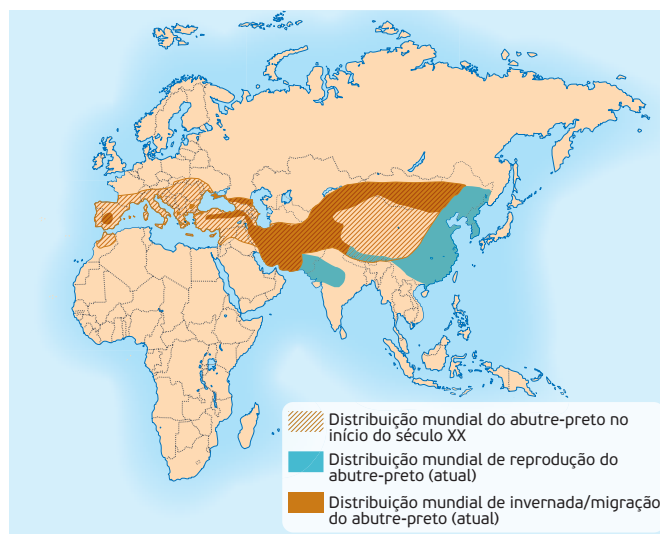 Distribuição mundial do abutre-preto no
início do século XX
Distribuição mundial de reprodução do
abutre-preto (atual)
Distribuição mundial de invernada/migração
do abutre-preto (atual)